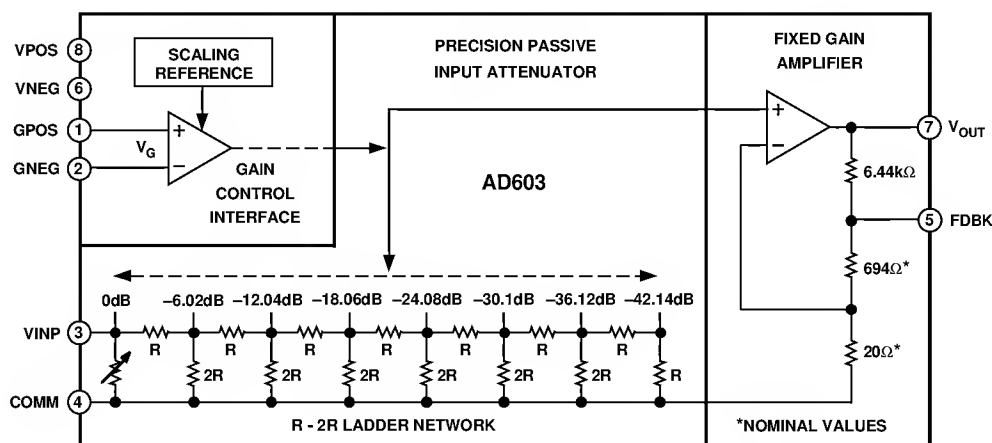 VPOS 8
SCALING REFERENCE
PRECISION PASSIVE
INPUT ATTENUATOR
FIXED GAIN
AMPLIFIER
VNEG 6
GPOS 1
+
VG
−
GNEG 2
GAIN
CONTROL
INTERFACE
AD603
+
−
7 VOUT
6.44kΩ
5 FDBK
694Ω*
20Ω*
0dB −6.02dB −12.04dB −18.06dB −24.08dB −30.1dB −36.12dB −42.14dB
VINP 3
R R R R R R R
2R 2R 2R 2R 2R 2R R
COMM 4
R - 2R LADDER NETWORK
*NOMINAL VALUES